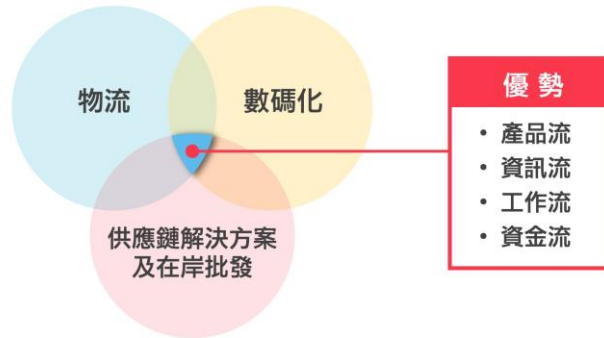 物流
數碼化
供應鏈解決方案
及在岸批發
優勢
• 產品流
• 資訊流
• 工作流
• 資金流